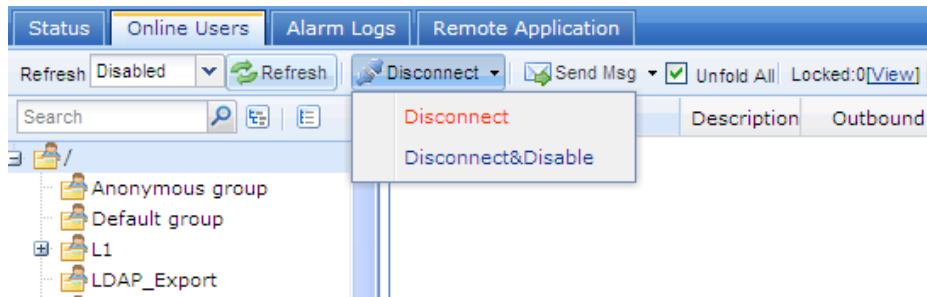 Status Online Users Alarm Logs Remote Application
Refresh Disabled Refresh Disconnect Send Msg Unfold All Locked:0[View]
Search Disconnect Description Outbound
/ Disconnect&Disable
Anonymous group
Default group
L1
LDAP_Export